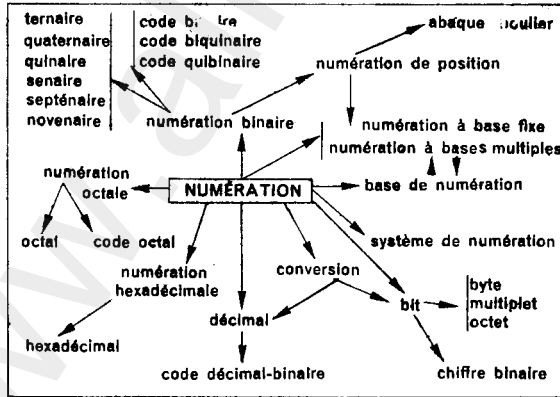 ternaire
quaternaire
quinaire
senaire
septénaire
novenaire
code
code biquinaire
code quibinaire
abaque
numération de position
numération binaire
numération à base fixe
numération à bases multiples
numération
octale
NUMÉRATION
base de numération
octal
code octal
système de numération
numération
hexadécimale
conversion
bit
byte
multiplet
octet
décimal
hexadécimal
code décimal-binaire
chiffre binaire